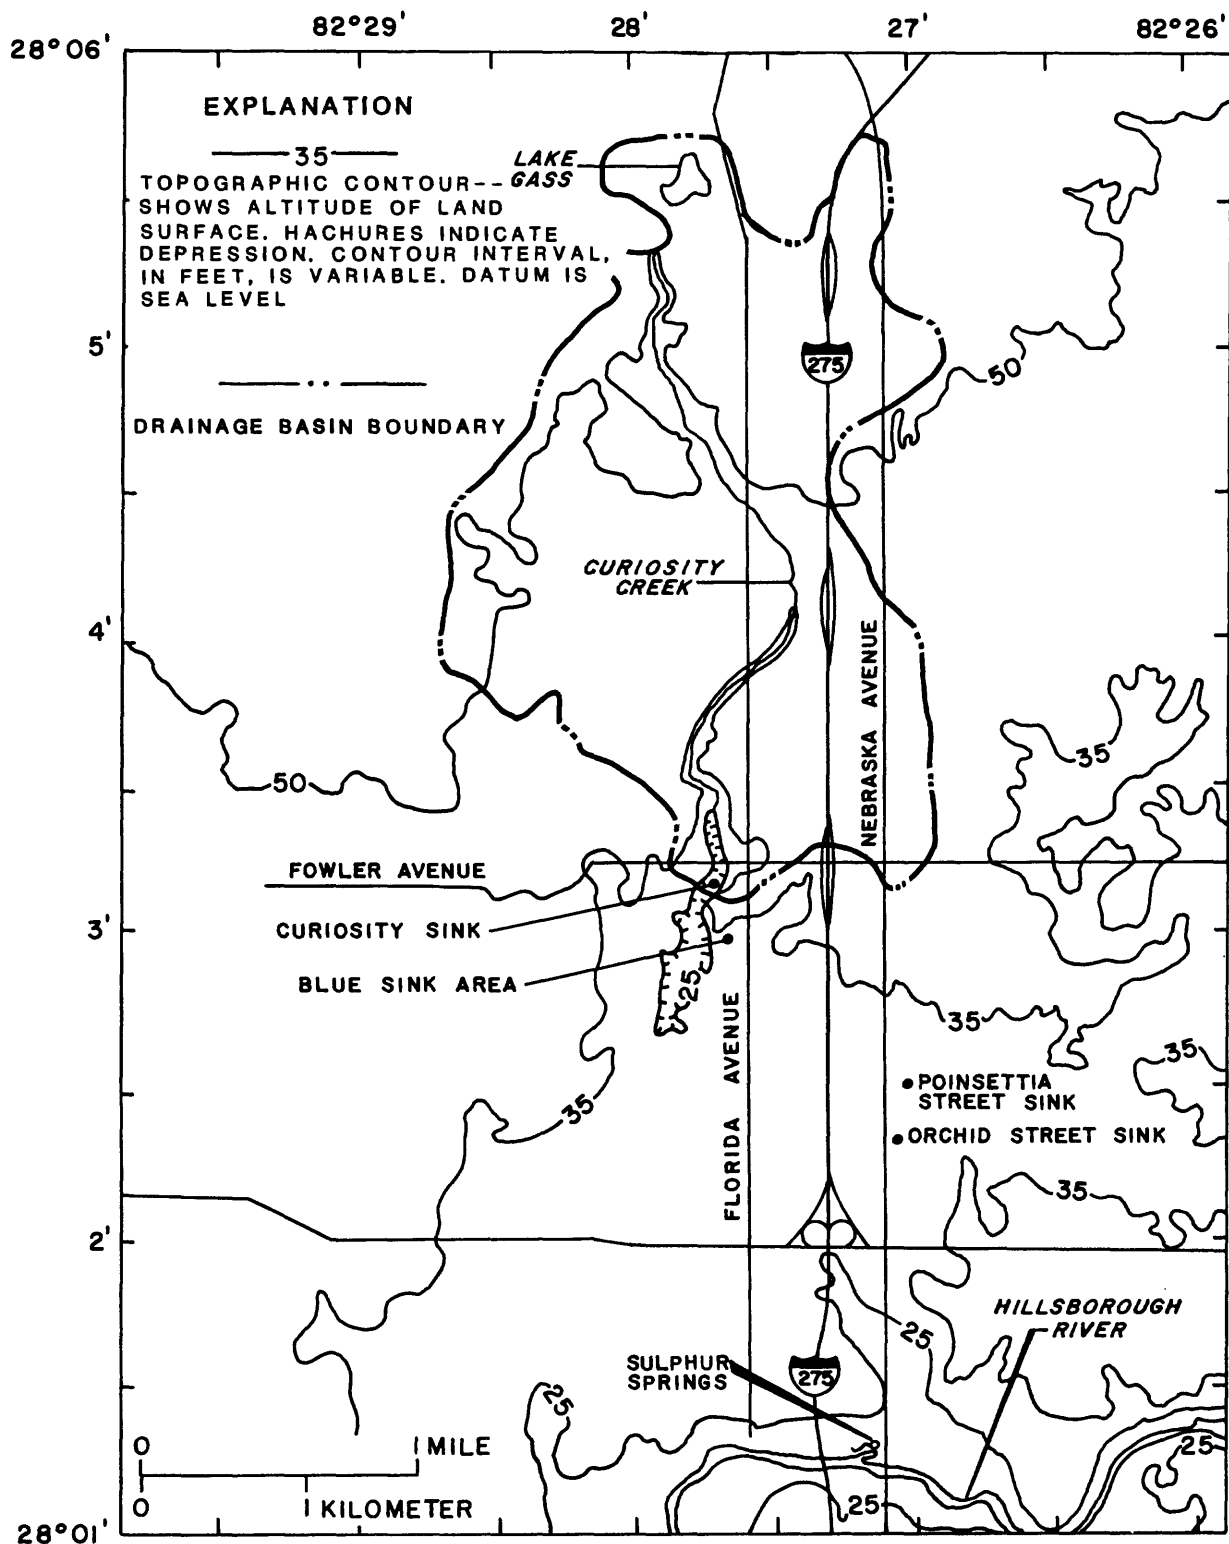 82°29' 28' 27' 82°26'
28°06'
EXPLANATION
35
TOPOGRAPHIC CONTOUR--
SHOWS ALTITUDE OF LAND
SURFACE. HACHURES INDICATE
DEPRESSION. CONTOUR INTERVAL,
IN FEET, IS VARIABLE. DATUM IS
SEA LEVEL
DRAINAGE BASIN BOUNDARY
LAKE
GASS
5'
275
50
CURIOSITY
CREEK
4'
NEBRASKA AVENUE
35
50
FOWLER AVENUE
CURIOSITY SINK
3'
BLUE SINK AREA
25
FLORIDA AVENUE
35
35
POINSETTIA
STREET SINK
35
ORCHID STREET SINK
35
2'
HILLSBOROUGH
RIVER
25
SULPHUR
SPRINGS
275
25
25
25
0 1 MILE
0 1 KILOMETER
28°01'